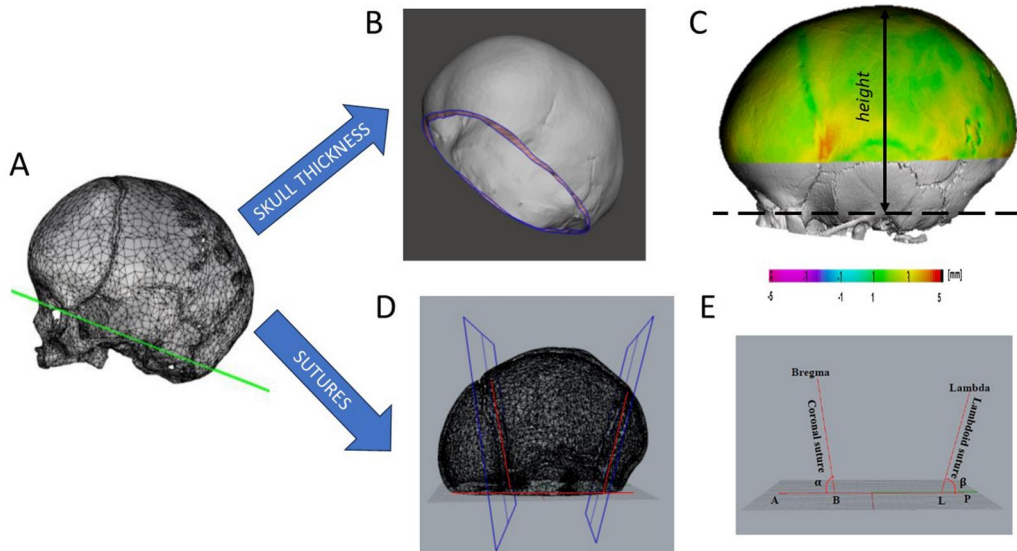 A
SKULL THICKNESS
SUTURES
B
C
height
[mm]
-5
-1
1
5
D
E
Bregma
Lambda
Coronal suture
Lambdoid suture
α
β
A
B
L
P